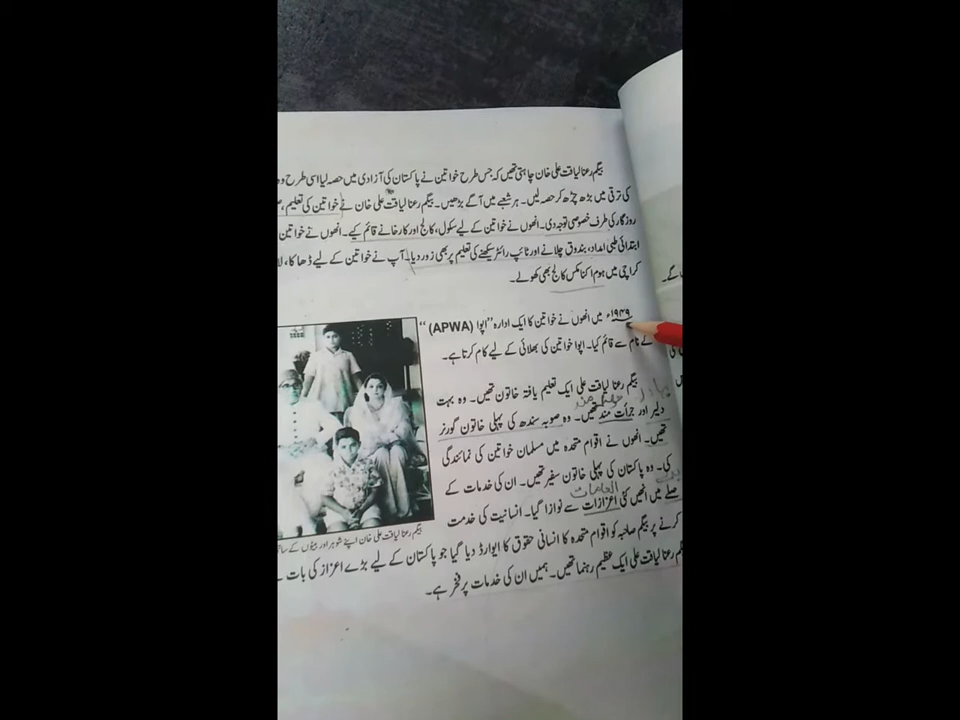 بیگم رعنا لیاقت علی خان چاہتی تھیں کہ جس طرح خواتین نے پاکستان کی آزادی میں حصہ لیا اسی طرح وہ
کی ترقی میں بڑھ چڑھ کر حصہ لیں۔ ہر شعبے میں آگے بڑھیں۔ بیگم رعنا لیاقت علی خان نے خواتین کی تعلیم،
روزگار کی طرف خصوصی توجہ دی۔ انھوں نے خواتین کے لیے سکول، کالج اور کارخانے قائم کیے۔ انھوں نے خواتین
ابتدائی طبی امداد، بندوق چلانے اور ٹائپ رائٹر سیکھنے کی تعلیم پر بھی زور دیا۔ آپ نے خواتین کے لیے ڈھاکا،
کراچی میں ہوم اکنامکس کالج بھی کھولے۔
۱۹۴۹ء میں انھوں نے خواتین کا ایک ادارہ "اپوا (APWA)"
کے نام سے قائم کیا۔ اپوا خواتین کی بھلائی کے لیے کام کرتا ہے۔
بیگم رعنا لیاقت علی ایک تعلیم یافتہ خاتون تھیں۔ وہ بہت
دلیر اور جرأت مند تھیں۔ وہ صوبہ سندھ کی پہلی خاتون گورنر
تھیں۔ انھوں نے اقوام متحدہ میں مسلمان خواتین کی نمائندگی
کی۔ وہ پاکستان کی پہلی خاتون سفیر تھیں۔ ان کی خدمات کے
انعامات
صلے میں انھیں کئی اعزازات سے نوازا گیا۔ انسانیت کی خدمت
کرنے پر بیگم صاحبہ کو اقوام متحدہ کا انسانی حقوق کا ایوارڈ دیا گیا جو پاکستان کے لیے بڑے اعزاز کی بات
بیگم رعنا لیاقت علی ایک عظیم رہنما تھیں۔ ہمیں ان کی خدمات پر فخر ہے۔
بیگم رعنا لیاقت علی خان اپنے شوہر اور بیٹوں کے ساتھ